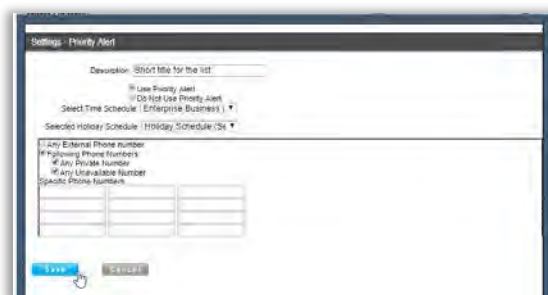 Settings - Priority Alert
Description Short title for the list
Use Priority Alert
Do Not Use Priority Alert
Select Time Schedule Enterprise Business (
Selected Holiday Schedule Holiday Schedule (Se
Any External Phone number
Following Phone Numbers
Any Private Number
Any Unavailable Number
Specific Phone Numbers
Save
Cancel